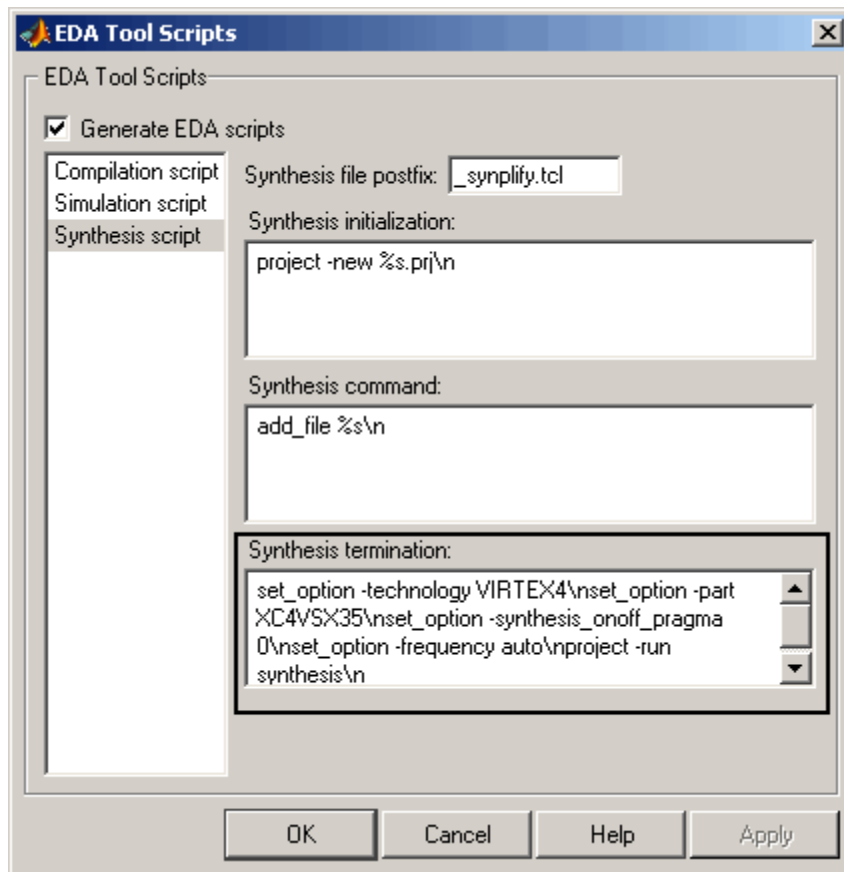 EDA Tool Scripts
EDA Tool Scripts
Generate EDA scripts
Compilation script
Simulation script
Synthesis script
Synthesis file postfix: _synplify.tcl
Synthesis initialization:
project -new %s.prj\n
Synthesis command:
add_file %s\n
Synthesis termination:
set_option -technology VIRTEX4\nset_option -part
XC4VSX35\nset_option -synthesis_onoff_pragma
0\nset_option -frequency auto\nproject -run
synthesis\n
OK Cancel Help Apply